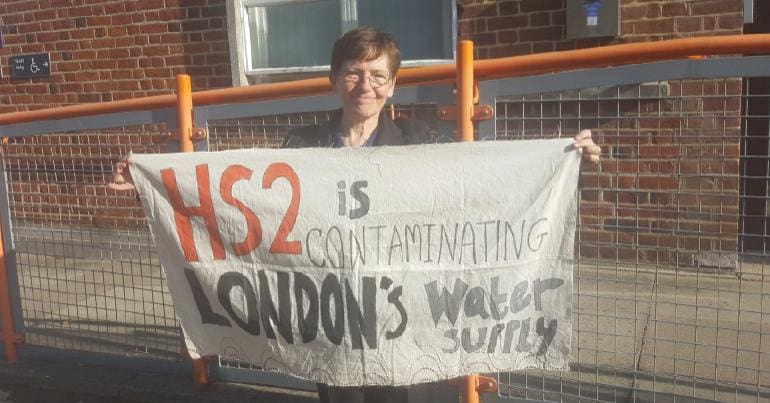 HS2 is
CONTAMINATING
LONDON'S Water
SUPPLY